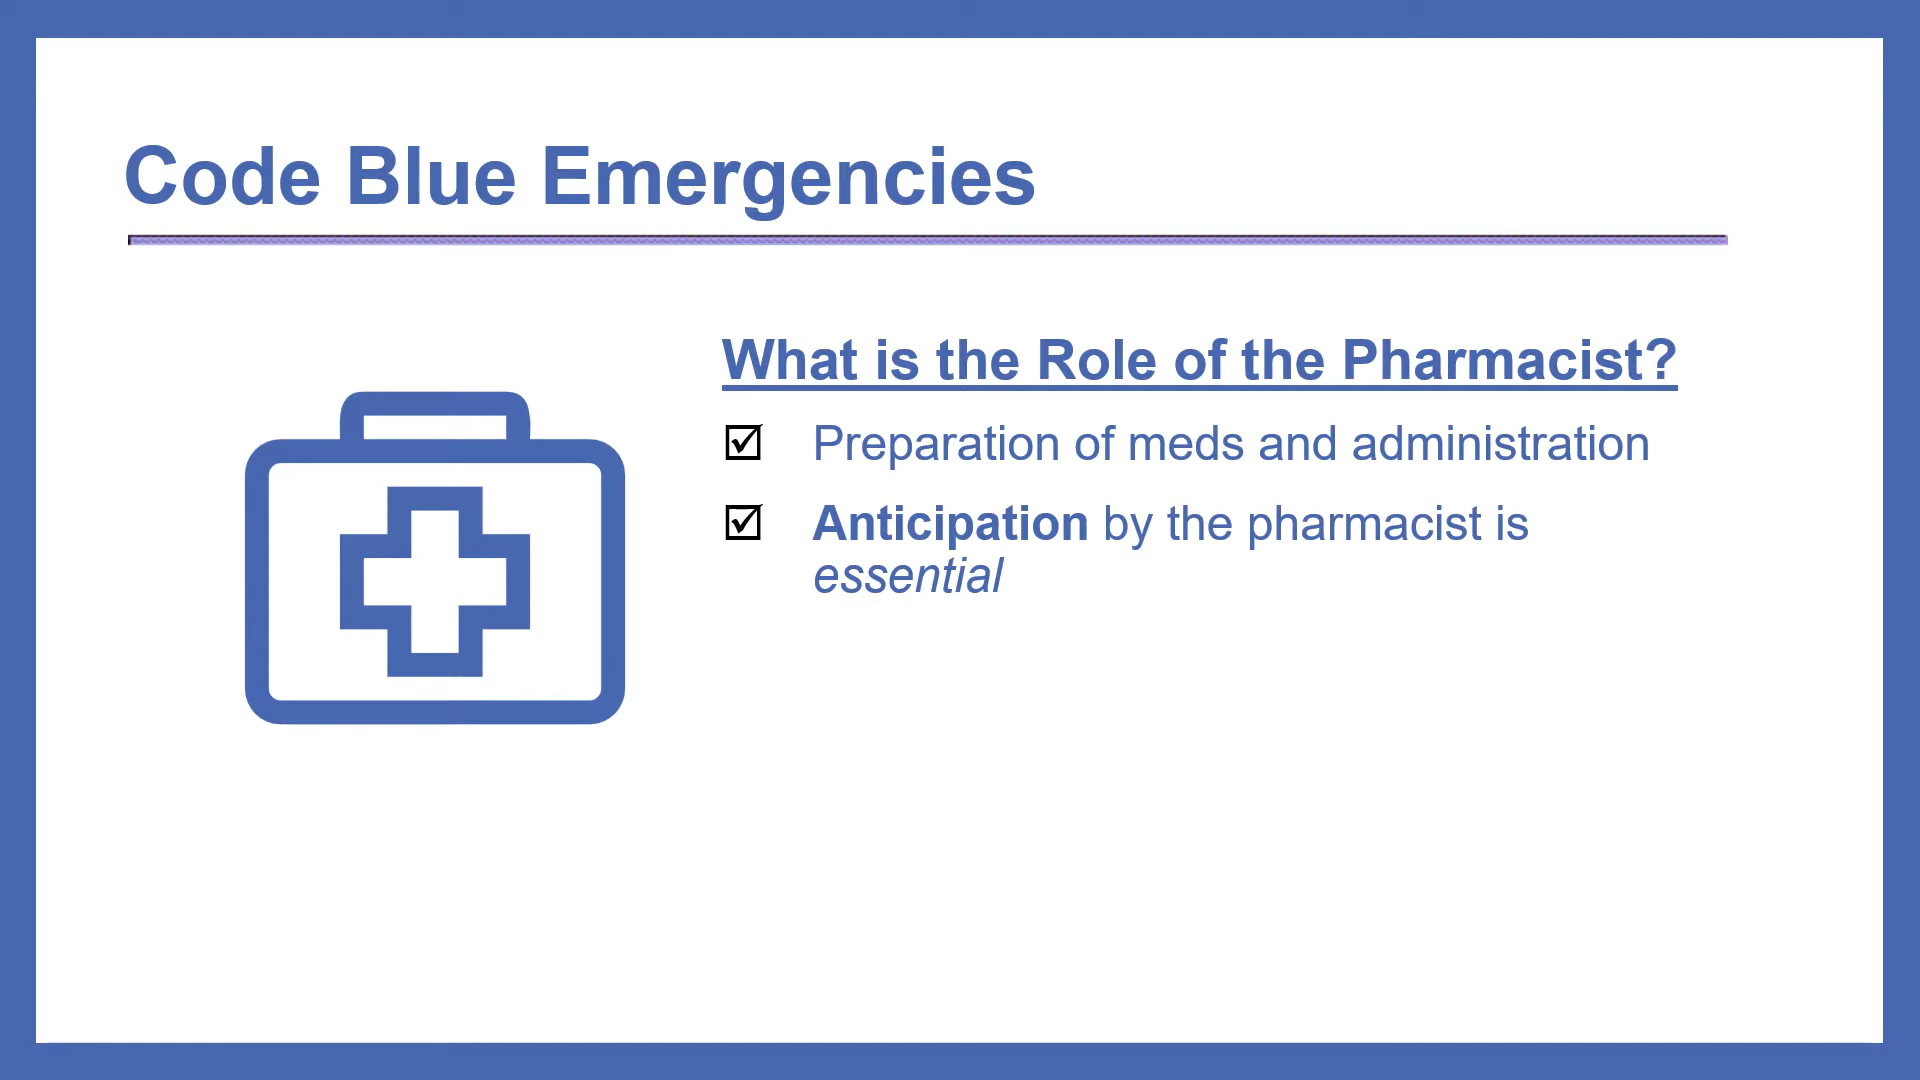 Code Blue Emergencies
What is the Role of the Pharmacist?
Preparation of meds and administration
Anticipation by the pharmacist is
essential